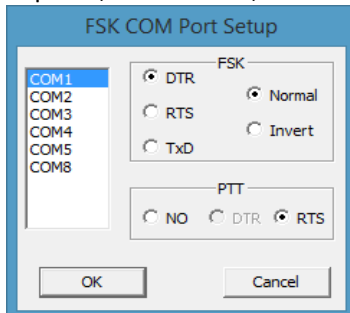 FSK COM Port Setup
COM1
COM2
COM3
COM4
COM5
COM8
FSK
DTR
RTS
TxD
Normal
Invert
PTT
NO DTR RTS
OK Cancel